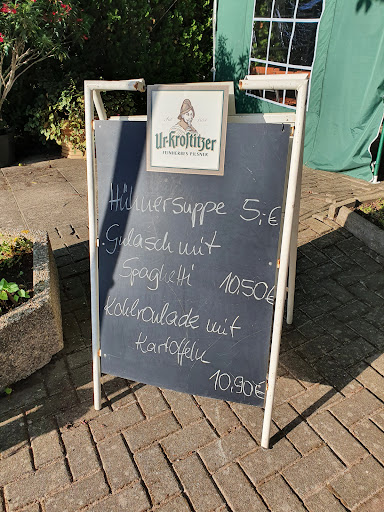 Ur-Krostitzer
FEINHERBES PILSNER
Hühnersuppe 5,-€
Gulasch mit
Spaghetti 10,50€
Kohlroulade mit
Kartoffeln
10,90€